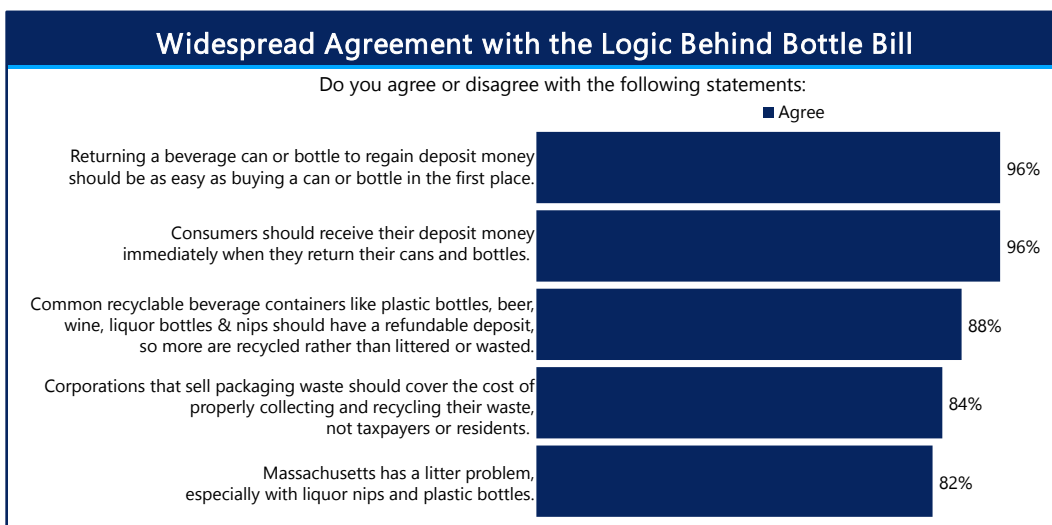 Widespread Agreement with the Logic Behind Bottle Bill
Do you agree or disagree with the following statements:
Agree
Returning a beverage can or bottle to regain deposit money
should be as easy as buying a can or bottle in the first place.
96%
Consumers should receive their deposit money
immediately when they return their cans and bottles.
96%
Common recyclable beverage containers like plastic bottles, beer,
wine, liquor bottles & nips should have a refundable deposit,
so more are recycled rather than littered or wasted.
88%
Corporations that sell packaging waste should cover the cost of
properly collecting and recycling their waste,
not taxpayers or residents.
84%
Massachusetts has a litter problem,
especially with liquor nips and plastic bottles.
82%